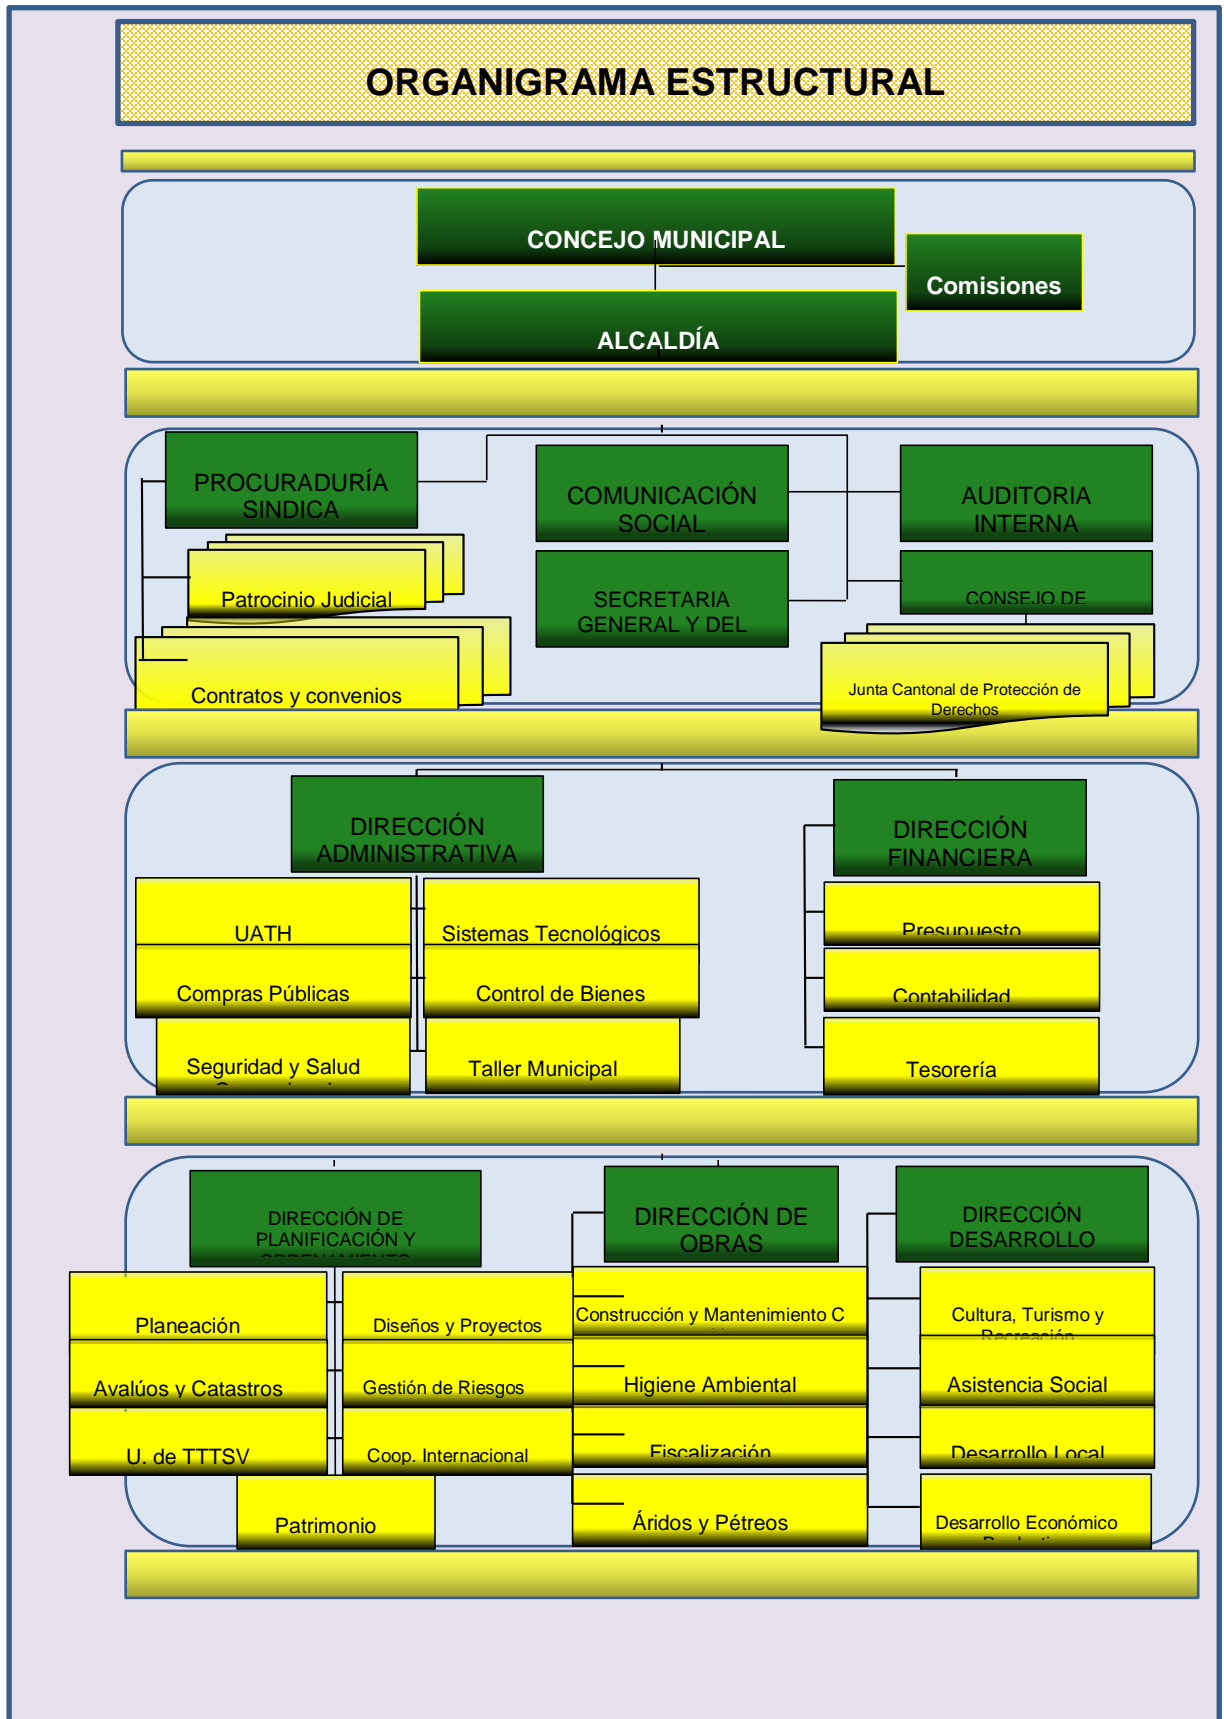 ORGANIGRAMA ESTRUCTURAL
CONCEJO MUNICIPAL
Comisiones
ALCALDÍA
PROCURADURÍA
SINDICA
COMUNICACIÓN
SOCIAL
AUDITORIA
INTERNA
Patrocinio Judicial
SECRETARIA
GENERAL Y DEL
CONSEJO DE
Contratos y convenios
Junta Cantonal de Protección de
Derechos
DIRECCIÓN
ADMINISTRATIVA
DIRECCIÓN
FINANCIERA
UATH
Sistemas Tecnológicos
Presupuesto
Compras Públicas
Control de Bienes
Contabilidad
Seguridad y Salud
Taller Municipal
Tesorería
DIRECCIÓN DE
PLANIFICACIÓN Y
ORDENAMIENTO
DIRECCIÓN DE
OBRAS
DIRECCIÓN
DESARROLLO
Planeación
Diseños y Proyectos
Construcción y Mantenimiento C
Cultura, Turismo y
Recreación
Avalúos y Catastros
Gestión de Riesgos
Higiene Ambiental
Asistencia Social
U. de TTTSV
Coop. Internacional
Fiscalización
Desarrollo Local
Patrimonio
Áridos y Pétreos
Desarrollo Económico